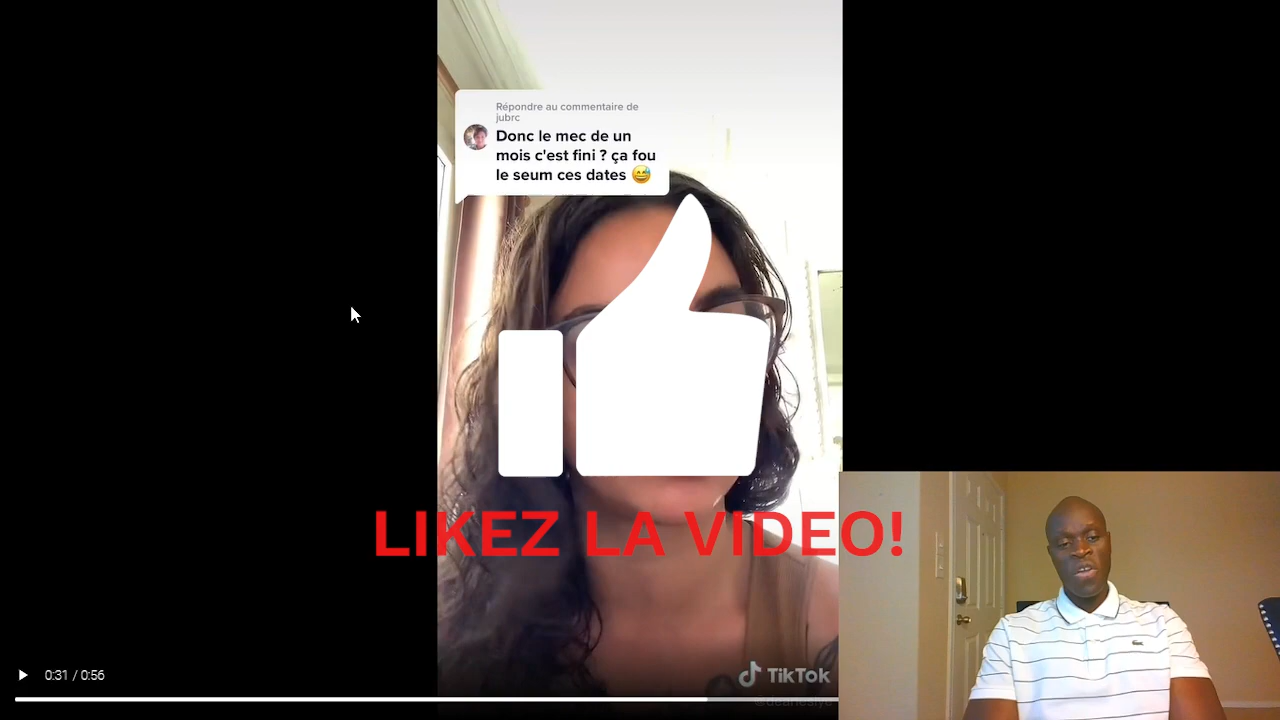 Répondre au commentaire de
jubrc
Donc le mec de un
mois c'est fini ? ça fou
le seum ces dates 😅
LIKEZ LA VIDEO!
TikTok
0:31 / 0:56